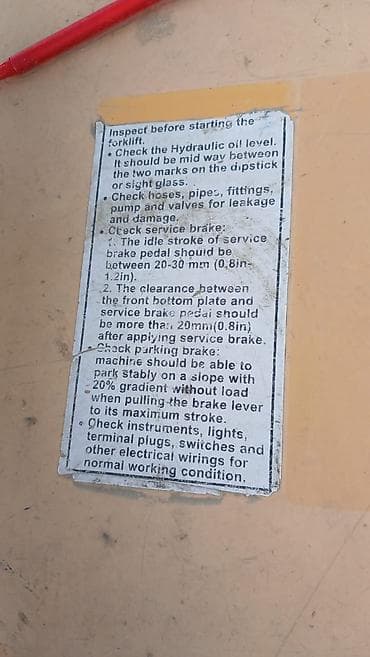 Inspect before starting the
forklift.
• Check the Hydraulic oil level.
It should be mid way between
the two marks on the dipstick
or sight glass.
• Check hoses, pipes, fittings,
pump and valves for leakage
and damage.
• Check service brake:
1. The idle stroke of service
brake pedal should be
between 20-30 mm (0.8in-
1.2in).
2. The clearance between
the front bottom plate and
service brake pedal should
be more than 20mm(0.8in)
after applying service brake.
• Check parking brake:
machine should be able to
park stably on a slope with
20% gradient without load
when pulling the brake lever
to its maximum stroke.
• Check instruments, lights,
terminal plugs, switches and
other electrical wirings for
normal working condition.